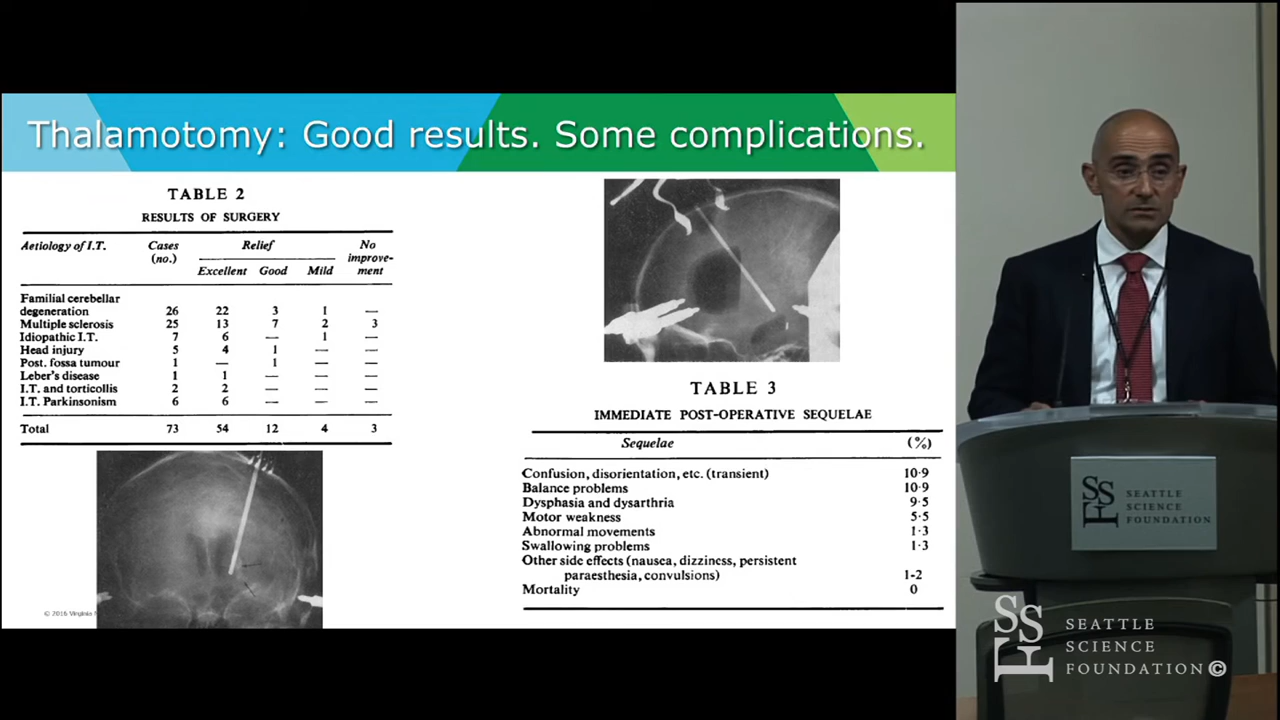 Thalamotomy: Good results. Some complications.
TABLE 2
RESULTS OF SURGERY
Aetiology of I.T. Cases (no.) Relief No improve-ment
Excellent Good Mild
Familial cerebellar
degeneration 26 22 3 1 —
Multiple sclerosis 25 13 7 2 3
Idiopathic I.T. 7 6 — 1 —
Head injury 5 4 1 — —
Post. fossa tumour 1 — 1 — —
Leber's disease 1 1 — — —
I.T. and torticollis 2 2 — — —
I.T. Parkinsonism 6 6 — — —
Total 73 54 12 4 3
© 2016 Virginia
TABLE 3
IMMEDIATE POST-OPERATIVE SEQUELAE
Sequelae (%)
Confusion, disorientation, etc. (transient) 10·9
Balance problems 10·9
Dysphasia and dysarthria 9·5
Motor weakness 5·5
Abnormal movements 1·3
Swallowing problems 1·3
Other side effects (nausea, dizziness, persistent
paraesthesia, convulsions) 1-2
Mortality 0
SSF
SEATTLE
SCIENCE
FOUNDATION
SSF
SEATTLE
SCIENCE
FOUNDATION©